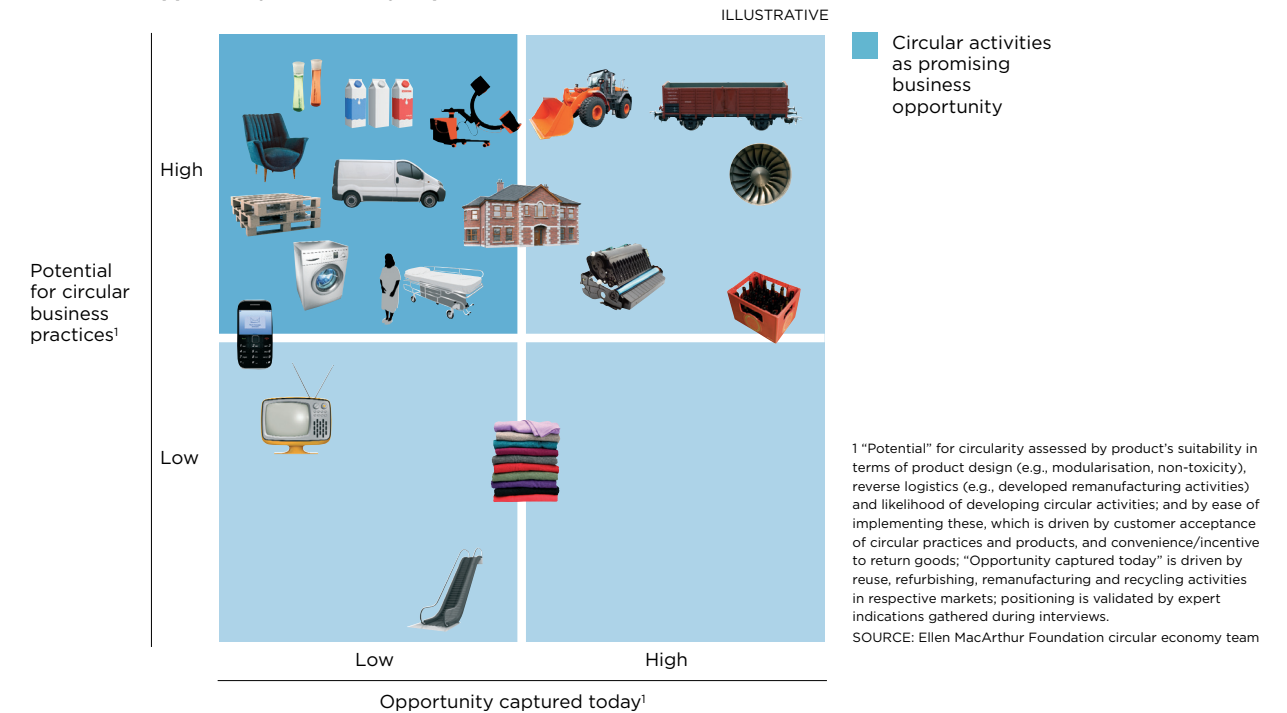 ILLUSTRATIVE
Circular activities
as promising
business
opportunity
High
Potential
for circular
business
practices¹
Low
1 “Potential” for circularity assessed by product’s suitability in
terms of product design (e.g., modularisation, non-toxicity),
reverse logistics (e.g., developed remanufacturing activities)
and likelihood of developing circular activities; and by ease of
implementing these, which is driven by customer acceptance
of circular practices and products, and convenience/incentive
to return goods; “Opportunity captured today” is driven by
reuse, refurbishing, remanufacturing and recycling activities
in respective markets; positioning is validated by expert
indications gathered during interviews.
SOURCE: Ellen MacArthur Foundation circular economy team
Low
High
Opportunity captured today¹